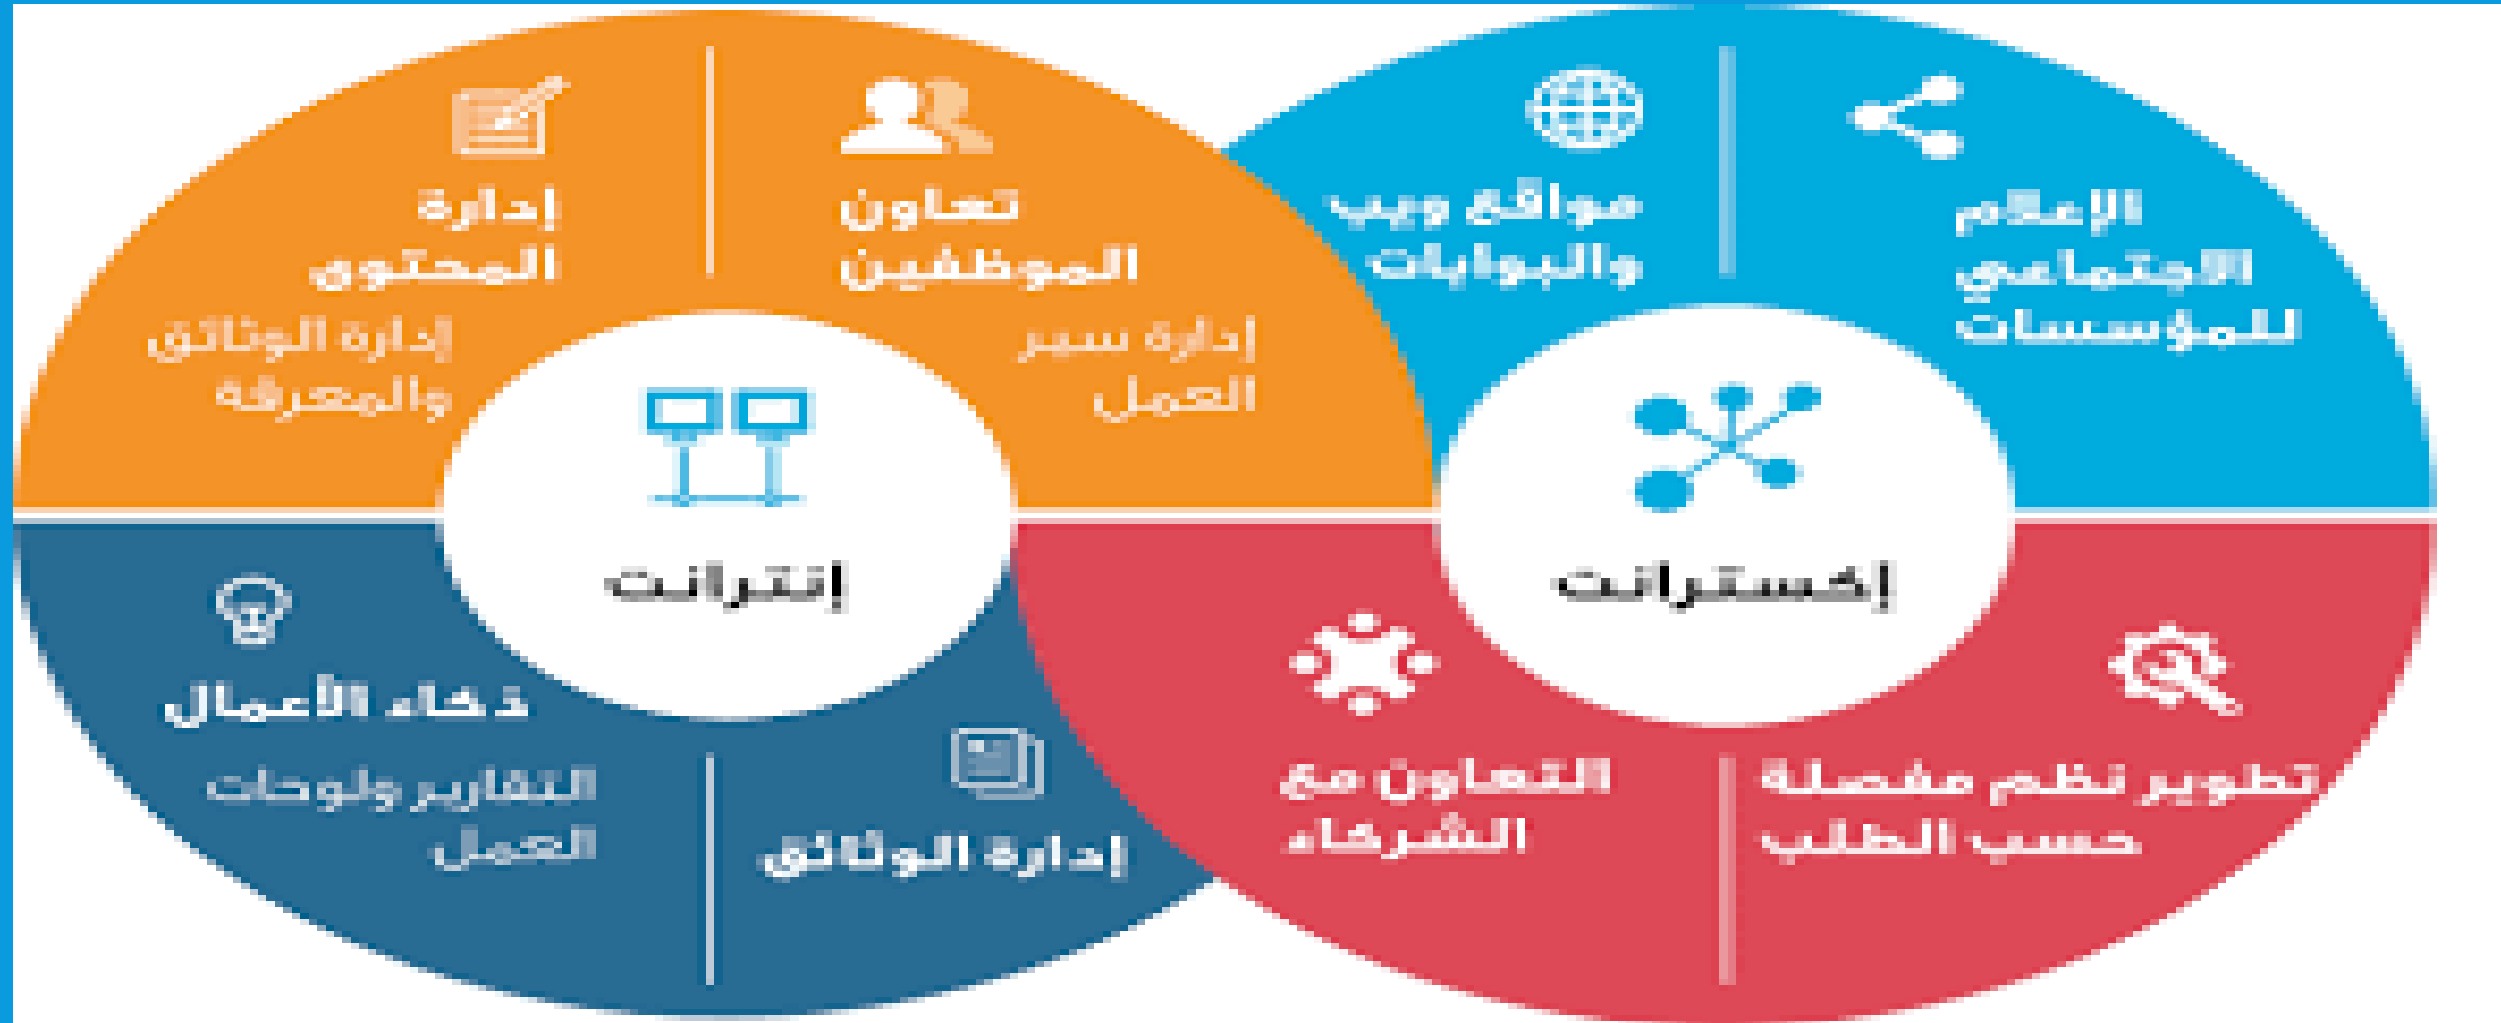 الإعلام
الاجتماعي
للمؤسسات
مواقع ويب
والبوابات
إكسترانت
تطوير نظم مفصلة
حسب الطلب
التعاون مع
الشركاء
تعاون
الموظفين
إدارة سير
العمل
إدارة
المحتوى
إدارة الوثائق
والمعرفة
إنترانت
إدارة الوثائق
ذكاء الأعمال
التقارير ولوحات
العمل